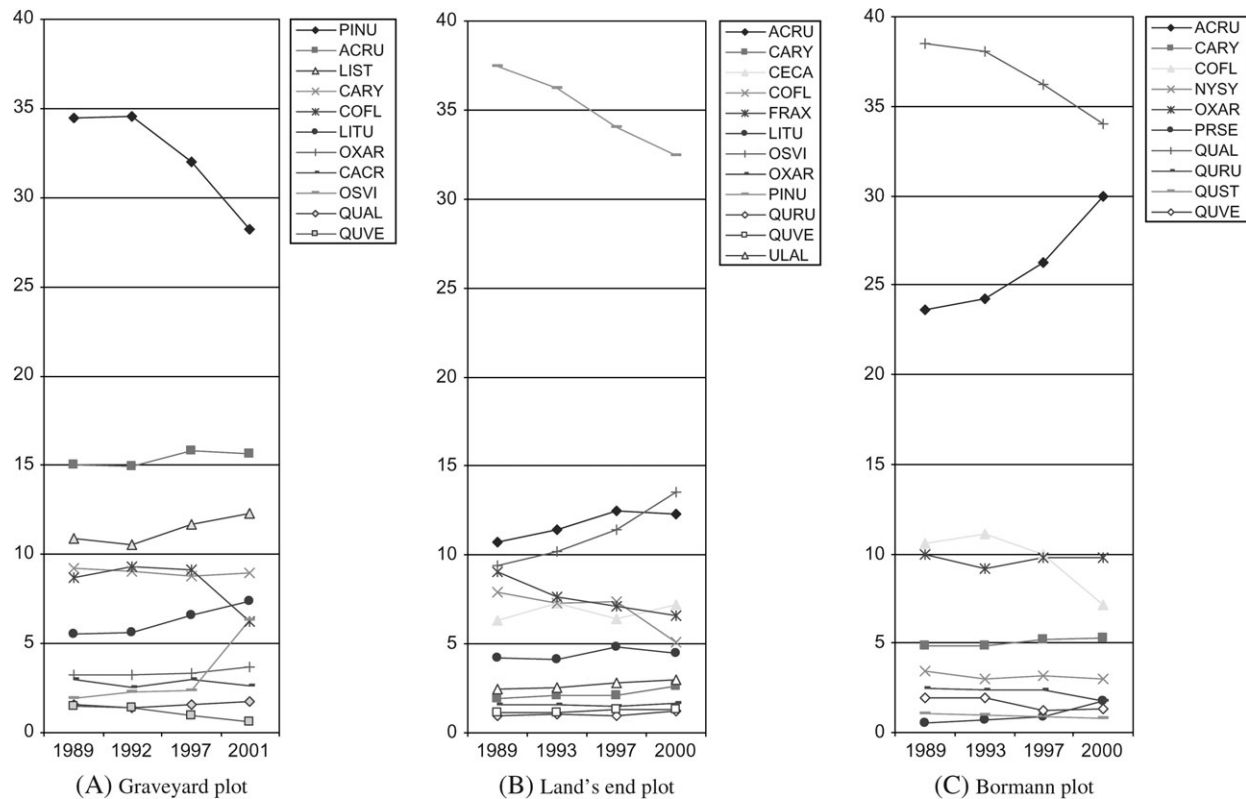 40
35
30
25
20
15
10
5
0
1989 1992 1997 2001
PINU
ACRU
LIST
CARY
COFL
LITU
OXAR
CACR
OSVI
QUAL
QUVE
(A) Graveyard plot
40
35
30
25
20
15
10
5
0
1989 1993 1997 2000
ACRU
CARY
CECA
COFL
FRAX
LITU
OSVI
OXAR
PINU
QURU
QUVE
ULAL
(B) Land's end plot
40
35
30
25
20
15
10
5
0
1989 1993 1997 2000
ACRU
CARY
COFL
NYSY
OXAR
PRSE
QUAL
QURU
QUST
QUVE
(C) Bormann plot